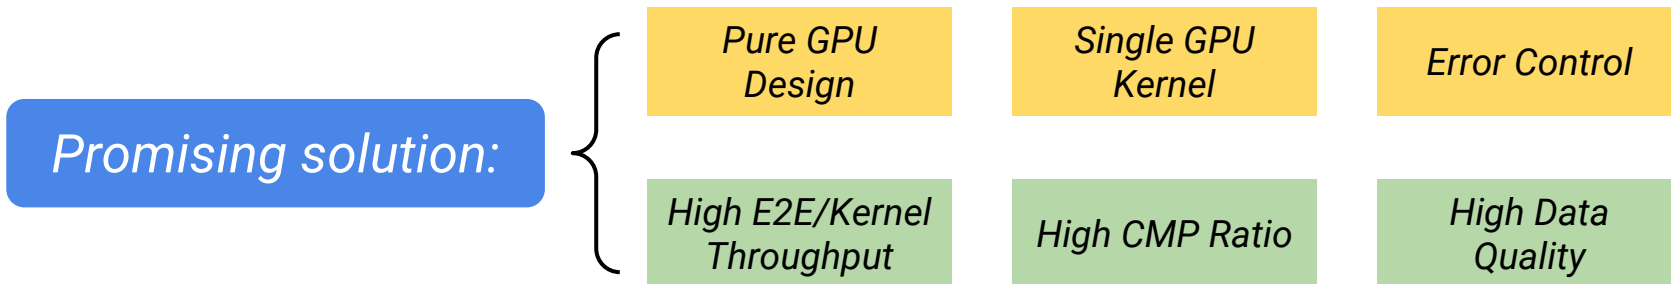 Promising solution:
Pure GPU
Design
Single GPU
Kernel
Error Control
High E2E/Kernel
Throughput
High CMP Ratio
High Data
Quality